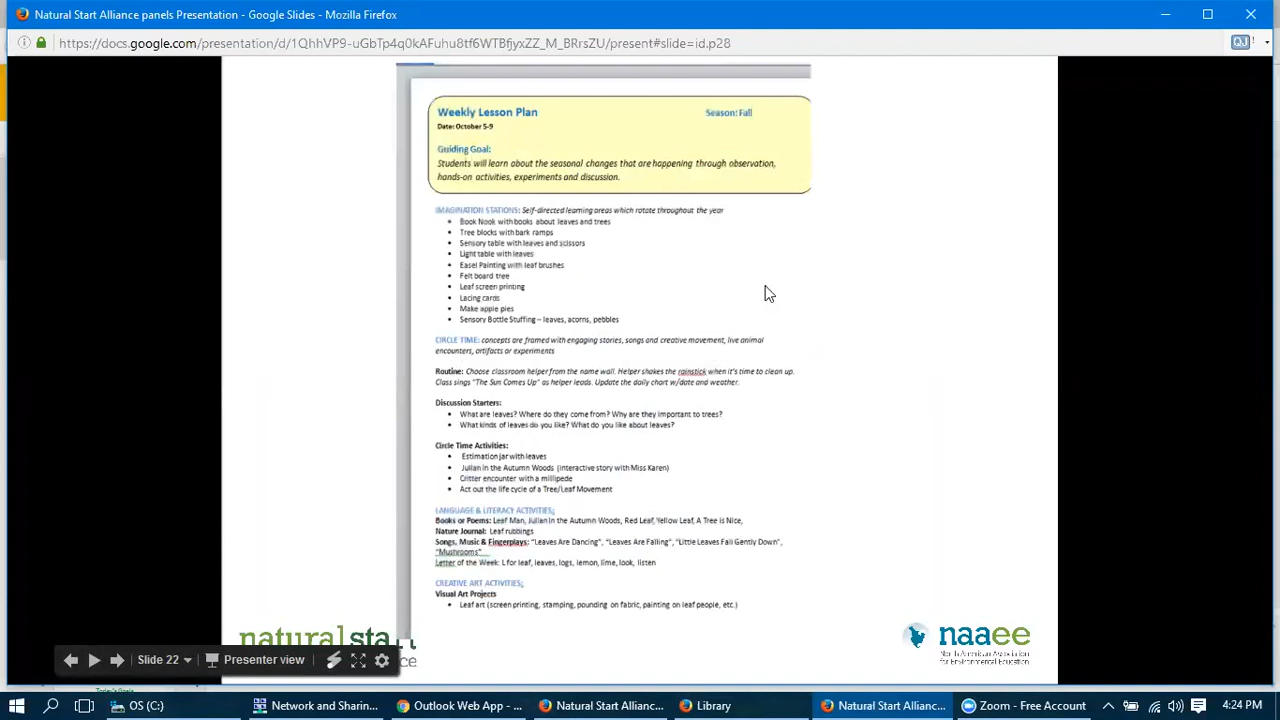 Natural Start Alliance panels Presentation - Google Slides - Mozilla Firefox
https://docs.google.com/presentation/d/1QhhVP9-uGbTp4q0kAFuhu8tf6WTBfjyxZZ_M_BRrsZU/present#slide=id.p28
Weekly Lesson Plan Season: Fall
Date: October 5-9
Guiding Goal:
Students will learn about the seasonal changes that are happening through observation,
hands-on activities, experiments and discussion.
IMAGINATION STATIONS: Self-directed learning areas which rotate throughout the year
• Book Nook with books about leaves and trees
• Tree blocks with bark ramps
• Sensory table with leaves and scissors
• Light table with leaves
• Easel Painting with leaf brushes
• Felt board tree
• Leaf screen printing
• Lacing cards
• Make apple pies
• Sensory Bottle Stuffing – leaves, acorns, pebbles
CIRCLE TIME: concepts are framed with engaging stories, songs and creative movement, live animal
encounters, artifacts or experiments
Routine: Choose classroom helper from the name wall. Helper shakes the rainstick when it's time to clean up.
Class sings "The Sun Comes Up" as helper leads. Update the daily chart w/date and weather.
Discussion Starters:
• What are leaves? Where do they come from? Why are they important to trees?
• What kinds of leaves do you like? What do you like about leaves?
Circle Time Activities:
• Estimation jar with leaves
• Julian in the Autumn Woods (interactive story with Miss Karen)
• Critter encounter with a millipede
• Act out the life cycle of a Tree/Leaf Movement
LANGUAGE & LITERACY ACTIVITIES:
Books or Poems: Leaf Man, Julian in the Autumn Woods, Red Leaf, Yellow Leaf, A Tree is Nice,
Nature Journal: Leaf rubbings
Songs, Music & Fingerplays: "Leaves Are Dancing", "Leaves Are Falling", "Little Leaves Fall Gently Down",
"Mushrooms"
Letter of the Week: L for leaf, leaves, logs, lemon, lime, look, listen
CREATIVE ART ACTIVITIES:
Visual Art Projects
• Leaf art (screen printing, stamping, pounding on fabric, painting on leaf people, etc.)
natural start
naaee
North American Association
for Environmental Education
Slide 22 Presenter view
Today's Goals
OS (C:) Network and Sharin... Outlook Web App - ... Natural Start Allianc... Library Natural Start Allianc... Zoom - Free Account 4:24 PM